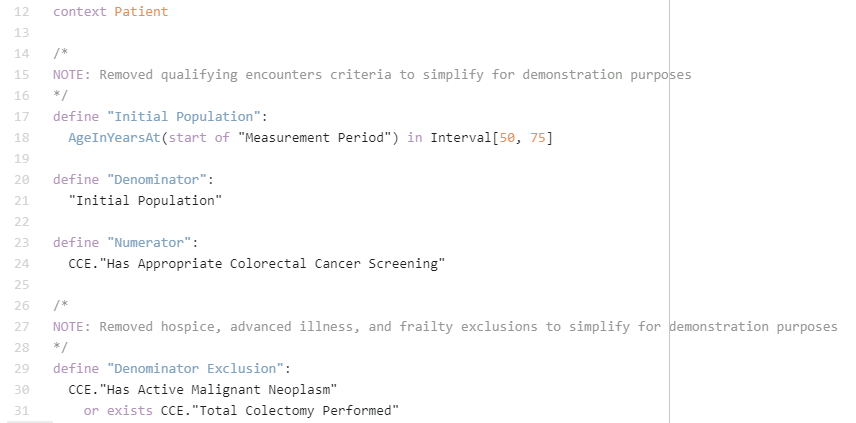 12 context Patient
13
14 /*
15 NOTE: Removed qualifying encounters criteria to simplify for demonstration purposes
16 */
17 define "Initial Population":
18 AgeInYearsAt(start of "Measurement Period") in Interval[50, 75]
19
20 define "Denominator":
21 "Initial Population"
22
23 define "Numerator":
24 CCE."Has Appropriate Colorectal Cancer Screening"
25
26 /*
27 NOTE: Removed hospice, advanced illness, and frailty exclusions to simplify for demonstration purposes
28 */
29 define "Denominator Exclusion":
30 CCE."Has Active Malignant Neoplasm"
31 or exists CCE."Total Colectomy Performed"